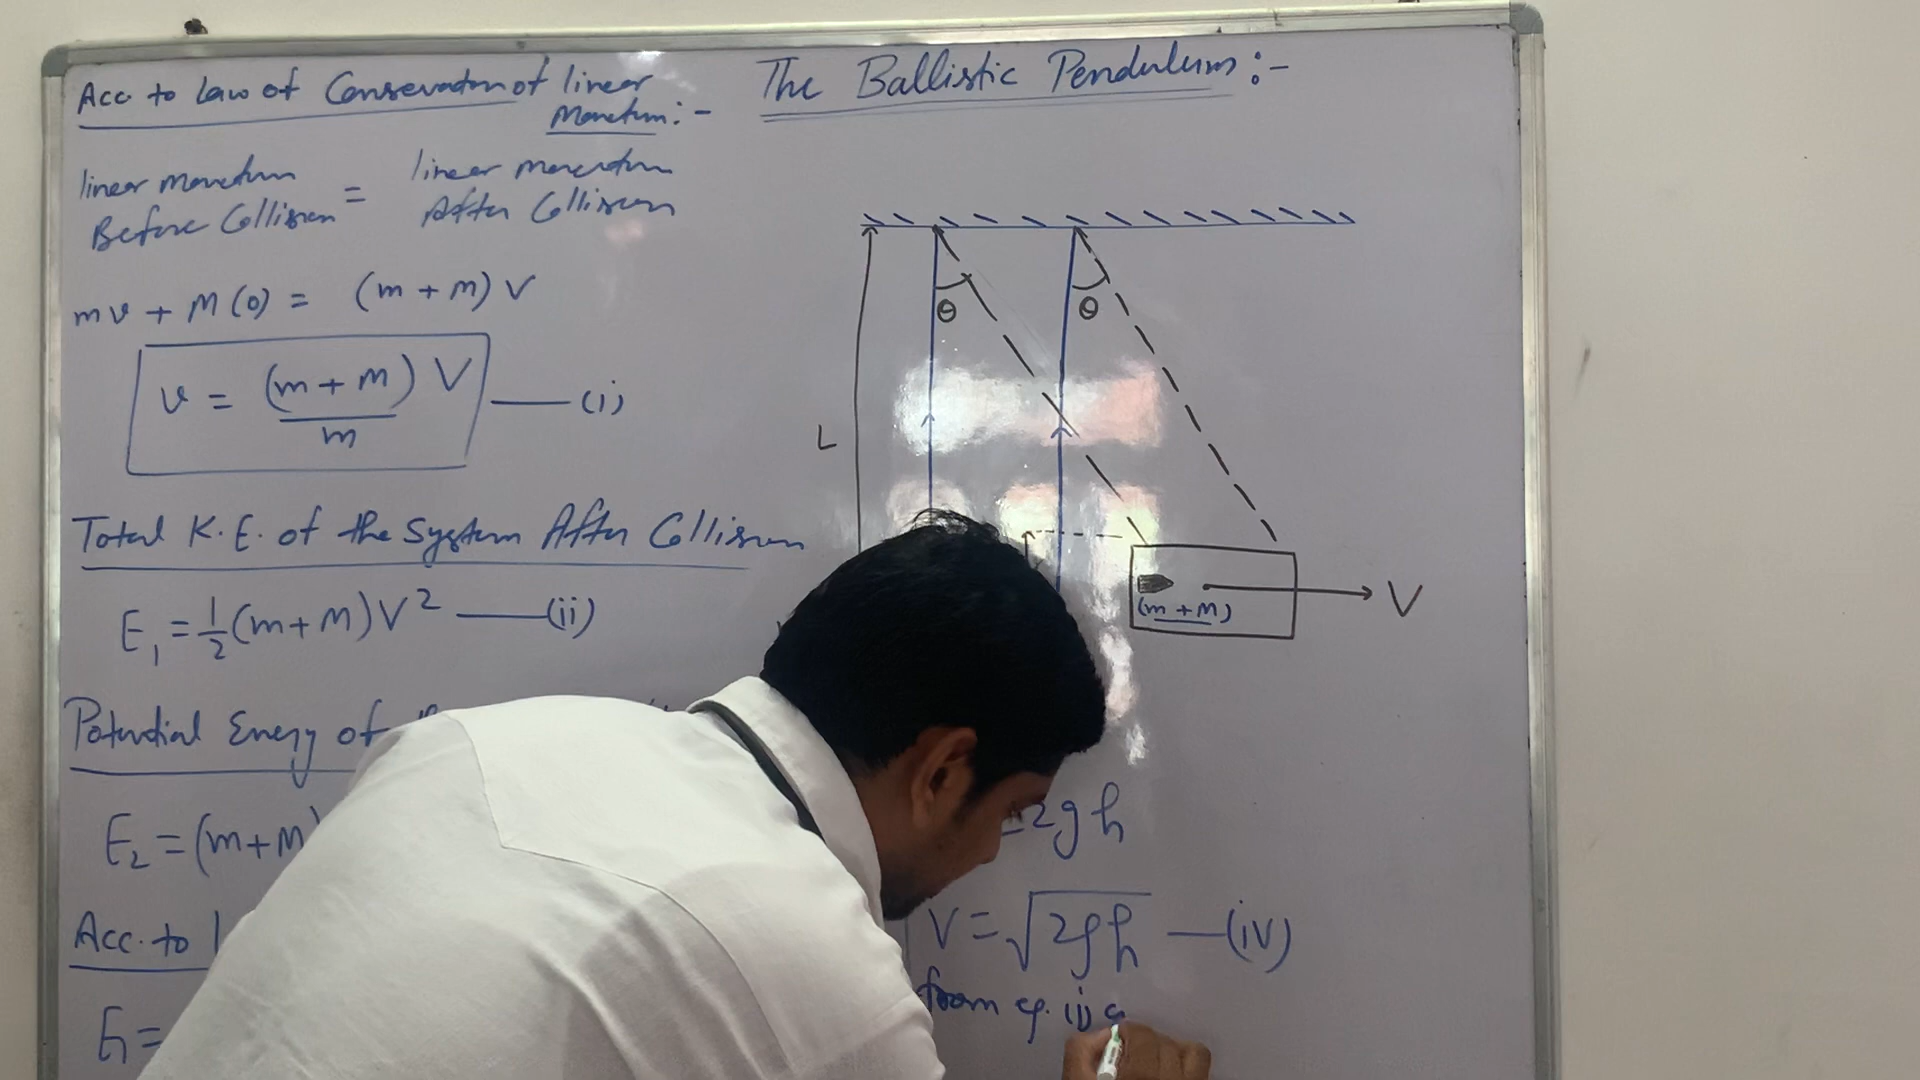 Acc to Law of Conservation of linear
Momentum :-
linear momentum
Before Collision
=
linear momentum
After Collision
mv + M(0) = (m + M) V
v = (m + M) V / m —— (i)
Total K.E. of the System After Collision
E₁ = 1/2 (m + M) V² —— (ii)
Potential Energy of
E₂ = (m + M)
Acc. to
E₁ =
The Ballistic Pendulum :-
θ
θ
L
(m + M)
V
2gh
V = √2gh —— (iv)
from eq. (i)